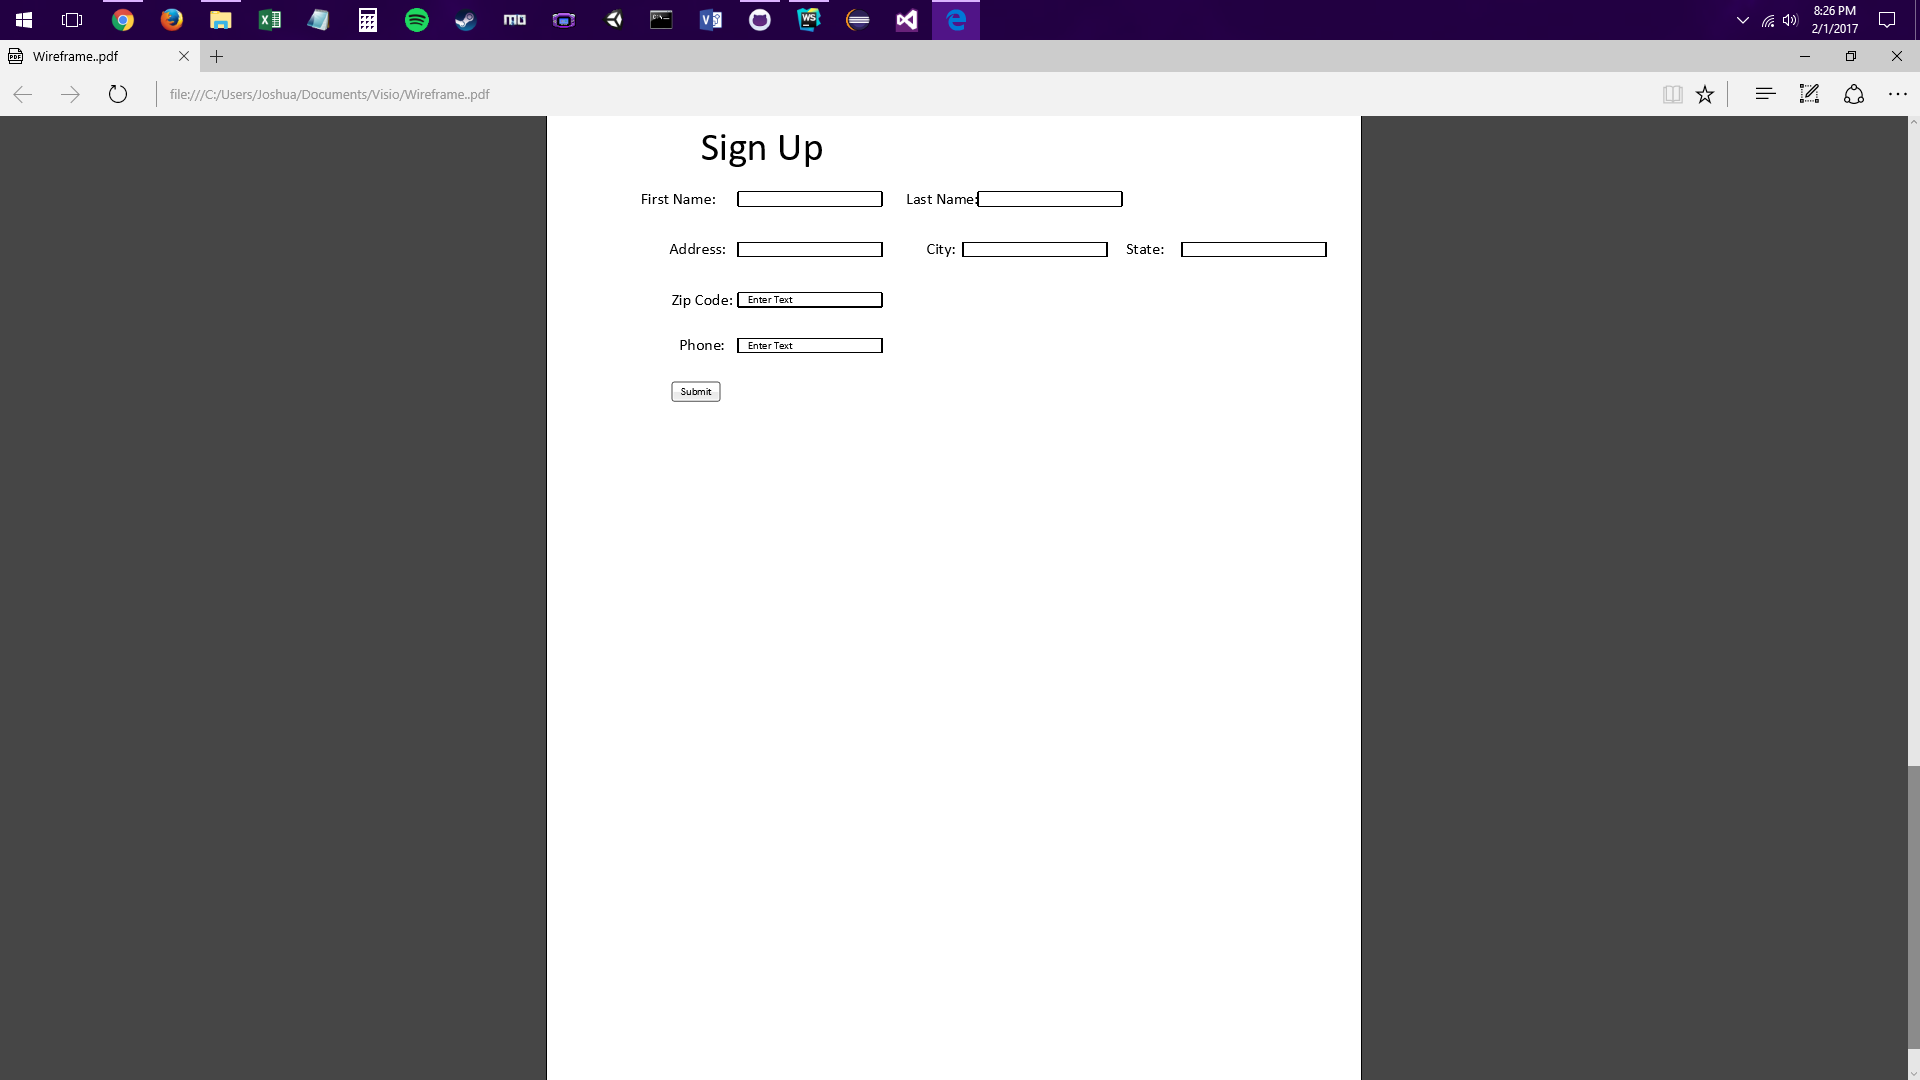 8:26 PM
2/1/2017
Wireframe..pdf
file:///C:/Users/Joshua/Documents/Visio/Wireframe..pdf
Sign Up
First Name: Last Name:
Address: City: State:
Zip Code: Enter Text
Phone: Enter Text
Submit